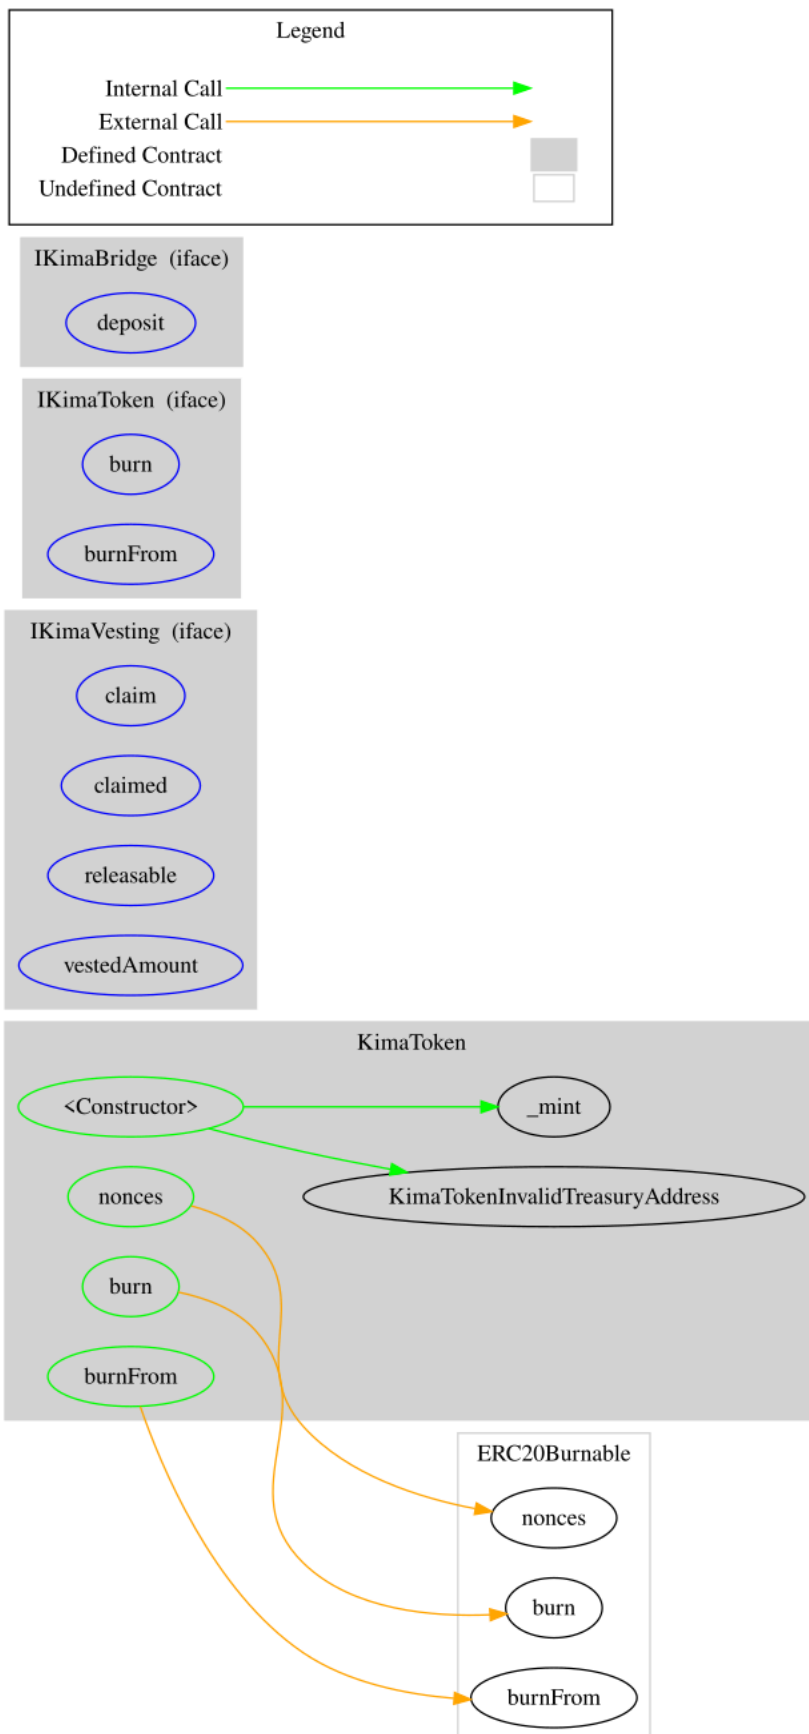 Legend
Internal Call
External Call
Defined Contract
Undefined Contract
IKimaBridge (iface)
deposit
IKimaToken (iface)
burn
burnFrom
IKimaVesting (iface)
claim
claimed
releasable
vestedAmount
KimaToken
<Constructor>
_mint
nonces
KimaTokenInvalidTreasuryAddress
burn
burnFrom
ERC20Burnable
nonces
burn
burnFrom